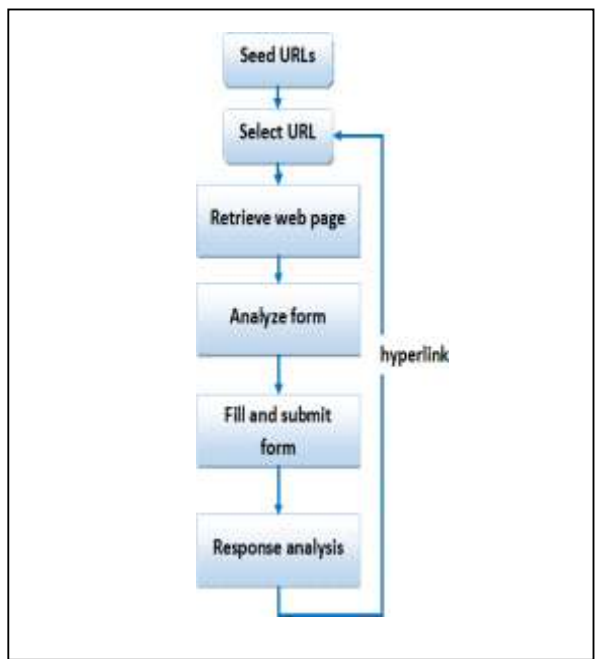 Seed URLs
Select URL
Retrieve web page
Analyze form
hyperlink
Fill and submit
form
Response analysis